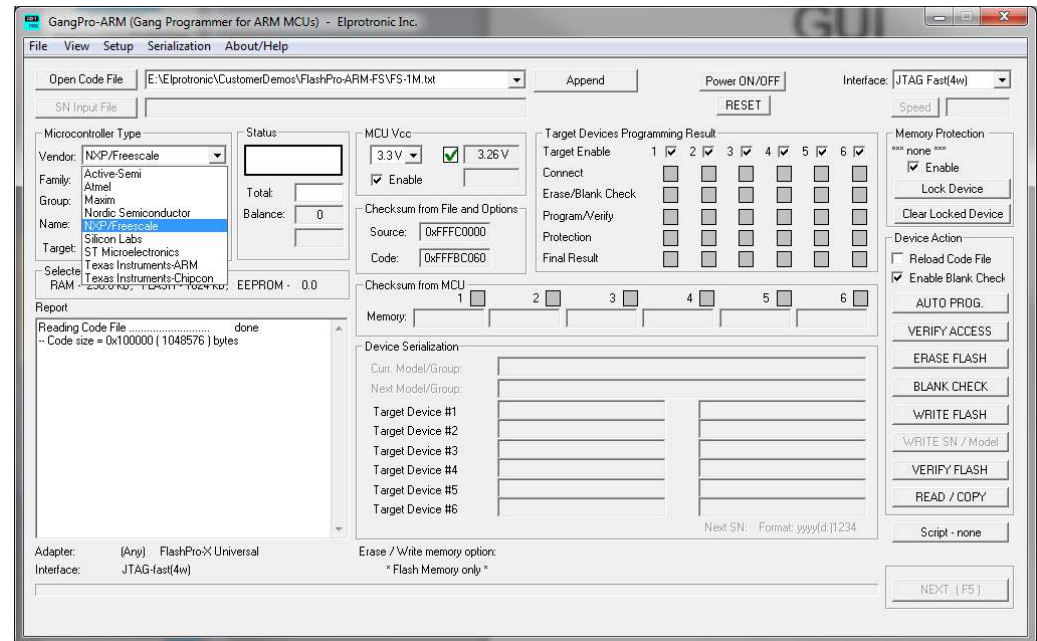 GUI
GangPro-ARM (Gang Programmer for ARM MCUs) - Elprotronic Inc.
File View Setup Serialization About/Help
Open Code File E:\Elprotronic\CustomerDemos\FlashPro-ARM-FS\FS-1M.txt Append Power ON/OFF Interface: JTAG Fast(4w)
SN Input File RESET Speed
Microcontroller Type
Vendor: NXP/Freescale
Family:
Group:
Name:
Target:
Active-Semi
Atmel
Maxim
Nordic Semiconductor
NXP/Freescale
Silicon Labs
ST Microelectronics
Texas Instruments-ARM
Texas Instruments-Chipcon
Status
Total:
Balance: 0
MCU Vcc
3.3 V 3.26 V
Enable
Checksum from File and Options
Source: 0xFFFC0000
Code: 0xFFFBC060
Target Devices Programming Result
Target Enable 1 2 3 4 5 6
Connect
Erase/Blank Check
Program/Verify
Protection
Final Result
Memory Protection
*** none ***
Enable
Lock Device
Clear Locked Device
Selecte
RAM - 256.0 KB, FLASH - 1024 KB, EEPROM - 0.0
Checksum from MCU
1 2 3 4 5 6
Memory:
Report
Reading Code File ............................ done
-- Code size = 0x100000 ( 1048576 ) bytes
Device Serialization
Curr. Model/Group:
Next Model/Group:
Target Device #1
Target Device #2
Target Device #3
Target Device #4
Target Device #5
Target Device #6
Next SN: Format: yyyy(d:)1234
Device Action
Reload Code File
Enable Blank Check
AUTO PROG.
VERIFY ACCESS
ERASE FLASH
BLANK CHECK
WRITE FLASH
WRITE SN / Model
VERIFY FLASH
READ / COPY
Script - none
NEXT ( F5 )
Adapter: (Any) FlashPro-X Universal
Interface: JTAG-fast(4w)
Erase / Write memory option:
* Flash Memory only *